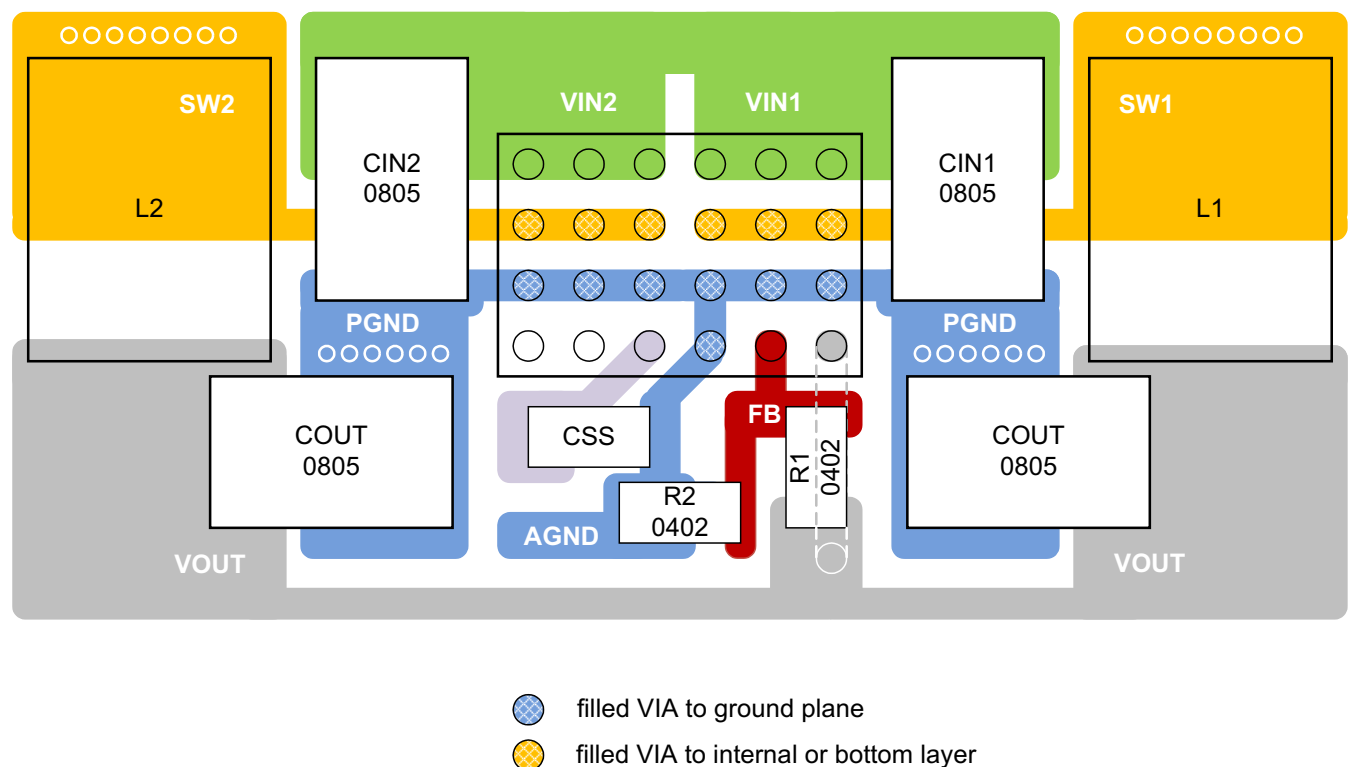 VIN2
VIN1
SW2
SW1
CIN2
0805
CIN1
0805
L2
L1
PGND
PGND
COUT
0805
CSS
FB
R1
0402
COUT
0805
R2
0402
AGND
VOUT
VOUT
filled VIA to ground plane
filled VIA to internal or bottom layer